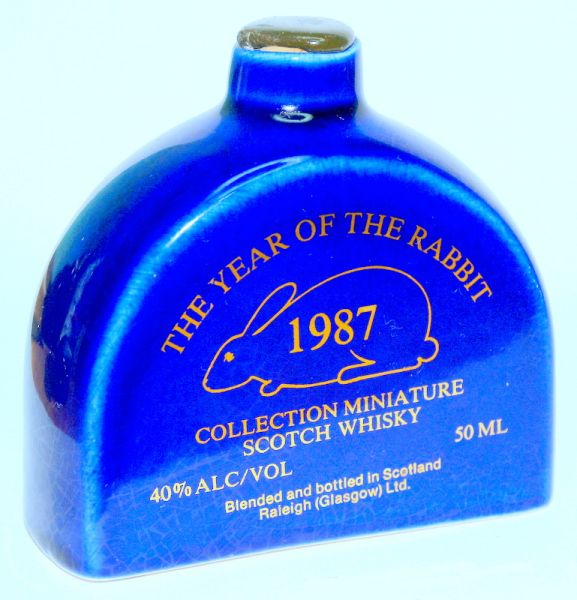 THE YEAR OF THE RABBIT
1987
COLLECTION MINIATURE
SCOTCH WHISKY
40% ALC/VOL 50 ML
Blended and bottled in Scotland
Raleigh (Glasgow) Ltd.